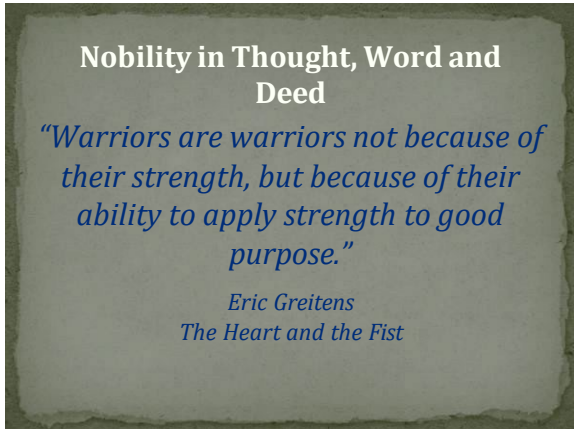 Nobility in Thought, Word and
Deed
“Warriors are warriors not because of
their strength, but because of their
ability to apply strength to good
purpose.”
Eric Greitens
The Heart and the Fist